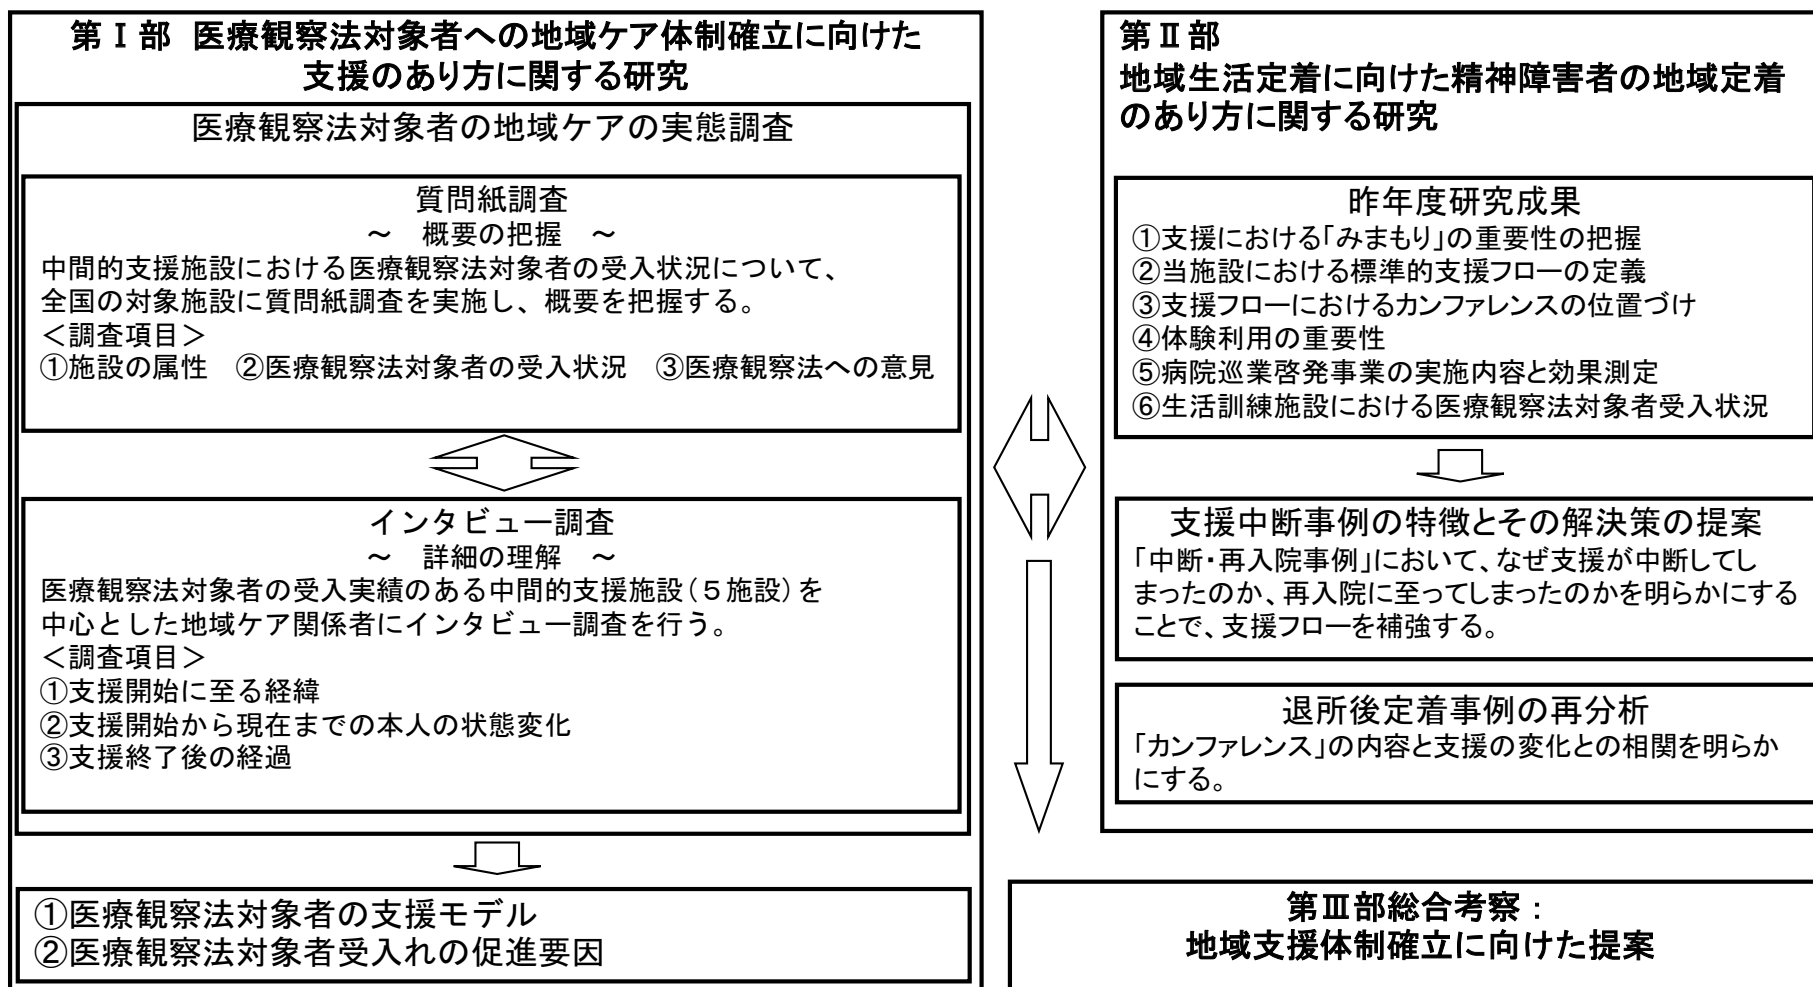 第Ⅰ部 医療観察法対象者への地域ケア体制確立に向けた
支援のあり方に関する研究
医療観察法対象者の地域ケアの実態調査
質問紙調査
～ 概要の把握 ～
中間的支援施設における医療観察法対象者の受入状況について、
全国の対象施設に質問紙調査を実施し、概要を把握する。
＜調査項目＞
①施設の属性 ②医療観察法対象者の受入状況 ③医療観察法への意見
インタビュー調査
～ 詳細の理解 ～
医療観察法対象者の受入実績のある中間的支援施設（５施設）を
中心とした地域ケア関係者にインタビュー調査を行う。
＜調査項目＞
①支援開始に至る経緯
②支援開始から現在までの本人の状態変化
③支援終了後の経過
①医療観察法対象者の支援モデル
②医療観察法対象者受入れの促進要因
第Ⅱ部
地域生活定着に向けた精神障害者の地域定着
のあり方に関する研究
昨年度研究成果
①支援における「みまもり」の重要性の把握
②当施設における標準的支援フローの定義
③支援フローにおけるカンファレンスの位置づけ
④体験利用の重要性
⑤病院巡業啓発事業の実施内容と効果測定
⑥生活訓練施設における医療観察法対象者受入状況
支援中断事例の特徴とその解決策の提案
「中断・再入院事例」において、なぜ支援が中断してし
まったのか、再入院に至ってしまったのかを明らかにする
ことで、支援フローを補強する。
退所後定着事例の再分析
「カンファレンス」の内容と支援の変化との相関を明らか
にする。
第Ⅲ部総合考察：
地域支援体制確立に向けた提案